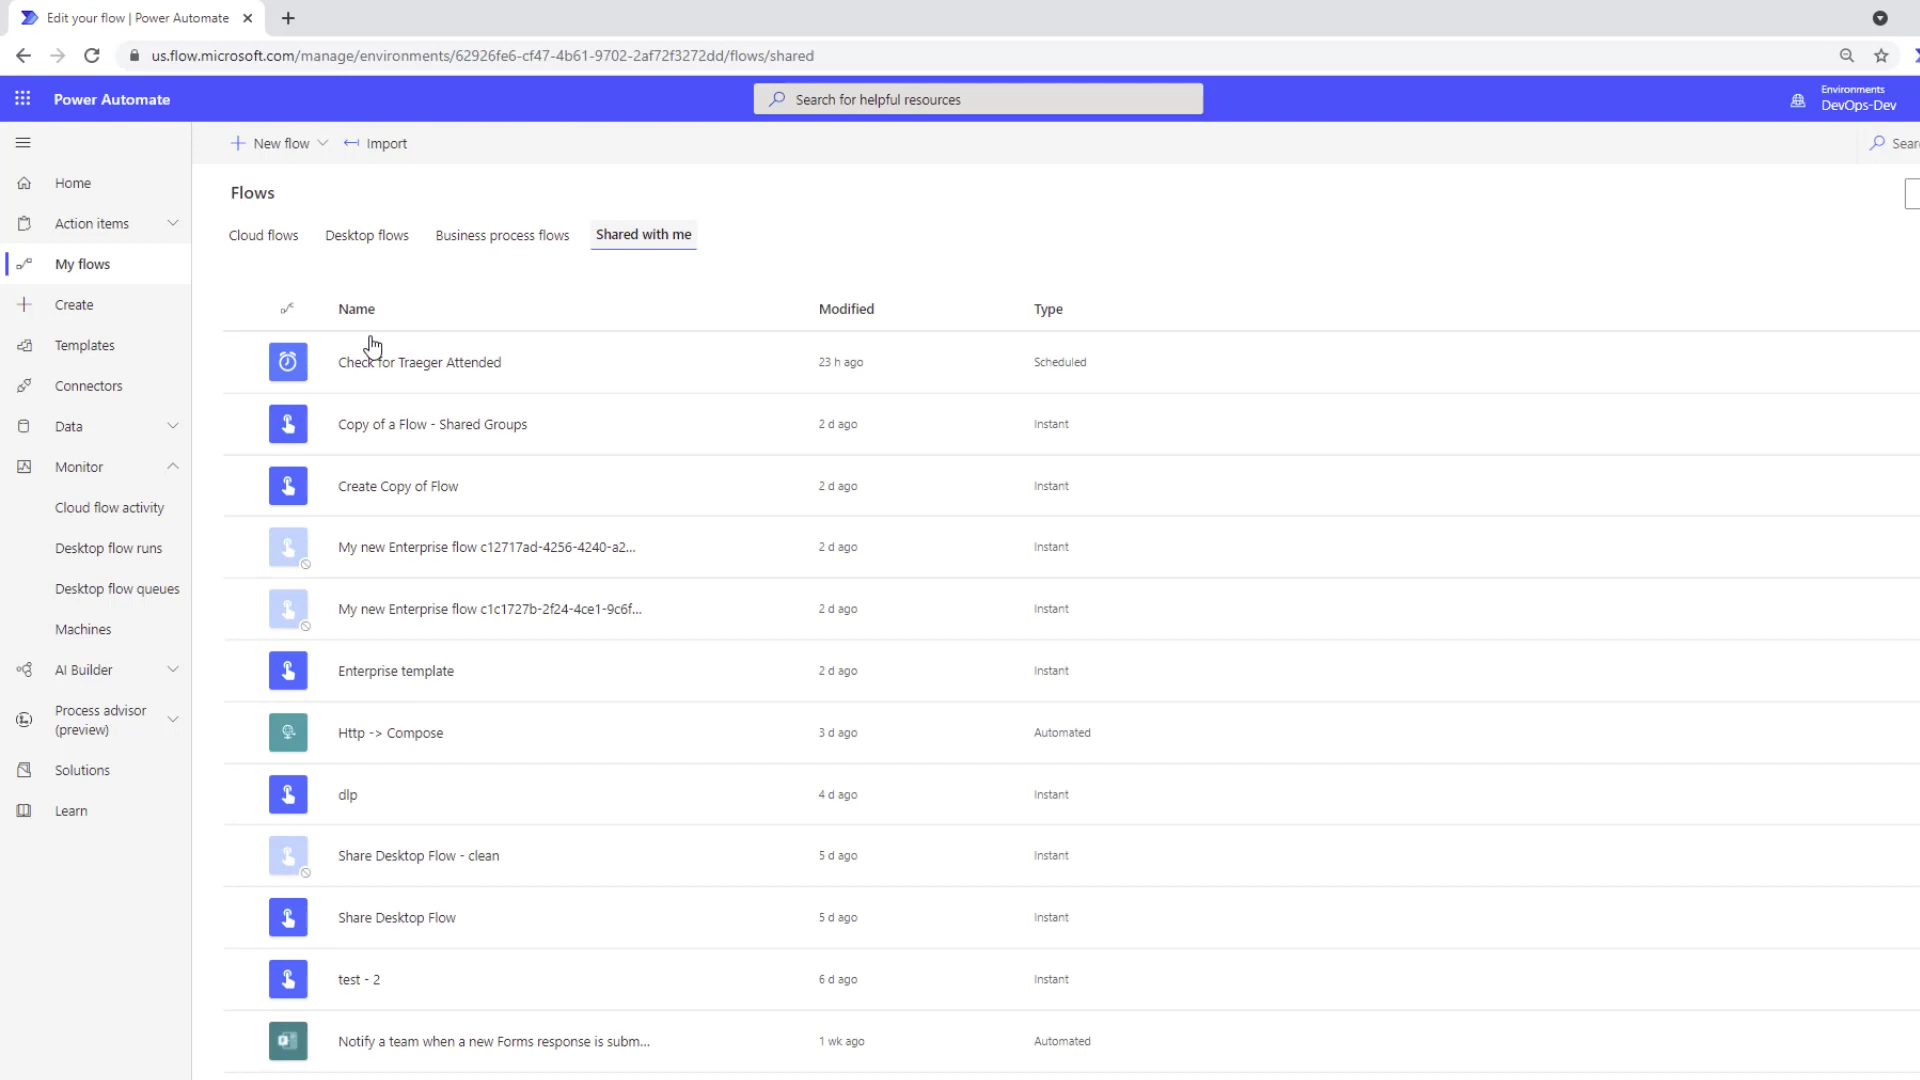 Edit your flow | Power Automate
us.flow.microsoft.com/manage/environments/62926fe6-cf47-4b61-9702-2af72f3272dd/flows/shared
Power Automate
Search for helpful resources
Environments
DevOps-Dev
New flow
Import
Sear
Home
Action items
My flows
Create
Templates
Connectors
Data
Monitor
Cloud flow activity
Desktop flow runs
Desktop flow queues
Machines
AI Builder
Process advisor
(preview)
Solutions
Learn
Flows
Cloud flows Desktop flows Business process flows Shared with me
Name Modified Type
Check for Traeger Attended 23 h ago Scheduled
Copy of a Flow - Shared Groups 2 d ago Instant
Create Copy of Flow 2 d ago Instant
My new Enterprise flow c12717ad-4256-4240-a2... 2 d ago Instant
My new Enterprise flow c1c1727b-2f24-4ce1-9c6f... 2 d ago Instant
Enterprise template 2 d ago Instant
Http -> Compose 3 d ago Automated
dlp 4 d ago Instant
Share Desktop Flow - clean 5 d ago Instant
Share Desktop Flow 5 d ago Instant
test - 2 6 d ago Instant
Notify a team when a new Forms response is subm... 1 wk ago Automated